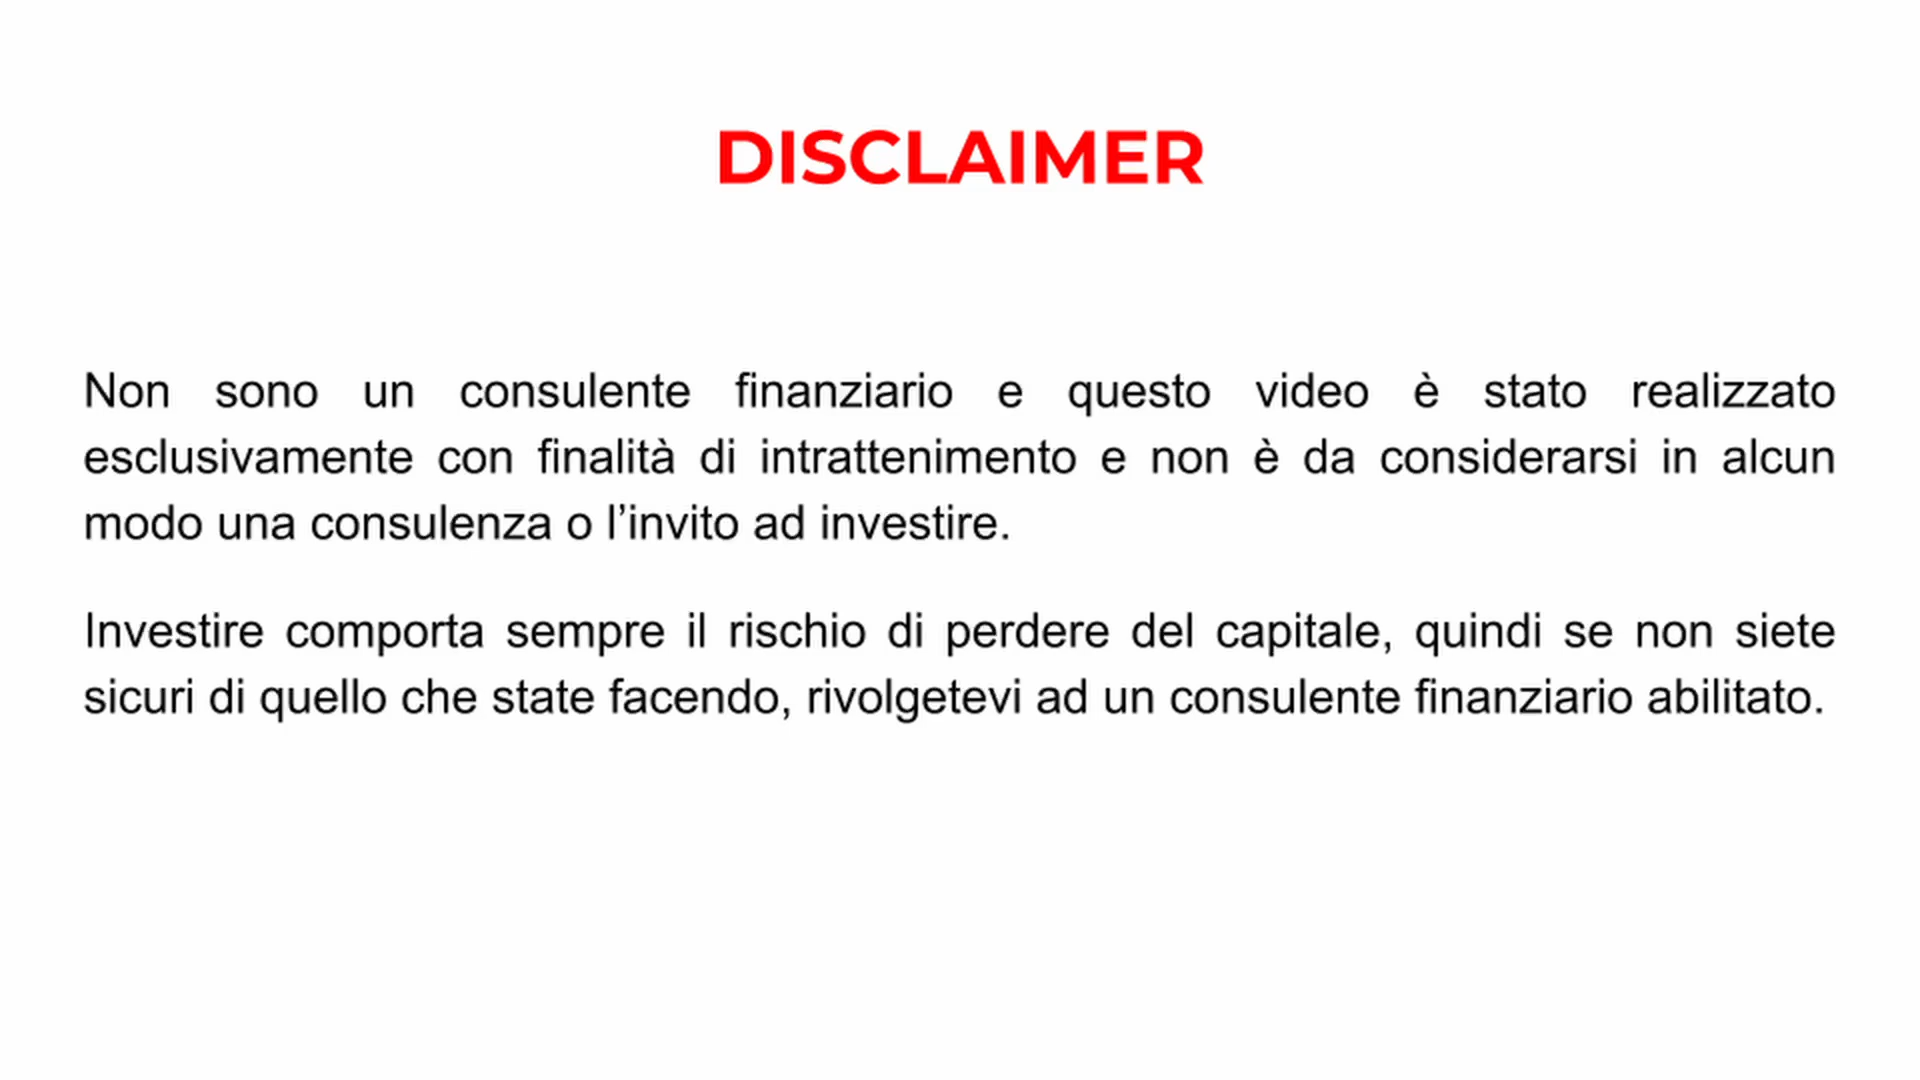 DISCLAIMER
Non sono un consulente finanziario e questo video è stato realizzato
esclusivamente con finalità di intrattenimento e non è da considerarsi in alcun
modo una consulenza o l’invito ad investire.
Investire comporta sempre il rischio di perdere del capitale, quindi se non siete
sicuri di quello che state facendo, rivolgetevi ad un consulente finanziario abilitato.